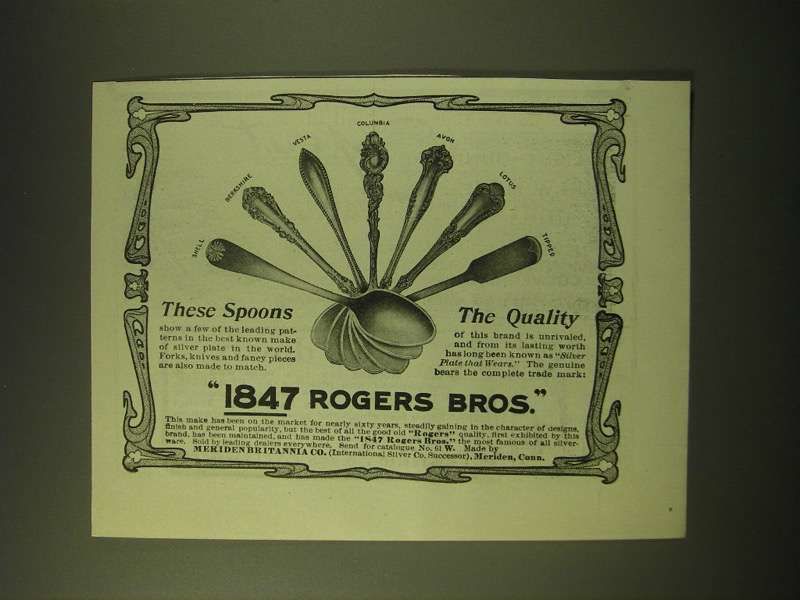 SHELL
BERKSHIRE
VESTA
COLUMBIA
AVON
LOTUS
TIPPED
These Spoons
show a few of the leading pat-
terns in the best known make
of silver plate in the world.
Forks, knives and fancy pieces
are also made to match.
The Quality
of this brand is unrivaled,
and from its lasting worth
has long been known as "Silver
Plate that Wears." The genuine
bears the complete trade mark:
"1847 ROGERS BROS."
This make has been on the market for nearly sixty years, steadily gaining in the character of designs,
finish and general popularity, but the best of all the good old "Rogers" quality, first exhibited by this
brand, has been maintained, and has made the "1847 Rogers Bros." the most famous of all silver-
ware. Sold by leading dealers everywhere. Send for catalogue No. 61 W. Made by
MERIDEN BRITANNIA CO. (International Silver Co. Successor), Meriden, Conn.